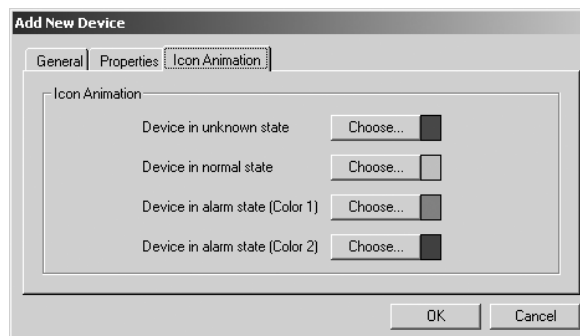 Add New Device
General Properties Icon Animation
Icon Animation
Device in unknown state Choose...
Device in normal state Choose...
Device in alarm state (Color 1) Choose...
Device in alarm state (Color 2) Choose...
OK Cancel